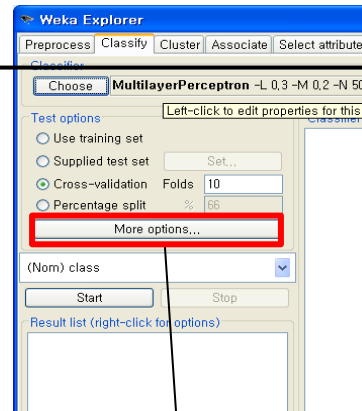 Weka Explorer
Preprocess Classify Cluster Associate Select attribute
Classifier
Choose MultilayerPerceptron -L 0,3 -M 0,2 -N 50
Left-click to edit properties for this
Test options
Classifier
Use training set
Supplied test set Set...
Cross-validation Folds 10
Percentage split % 66
More options...
(Nom) class
Start Stop
Result list (right-click for options)